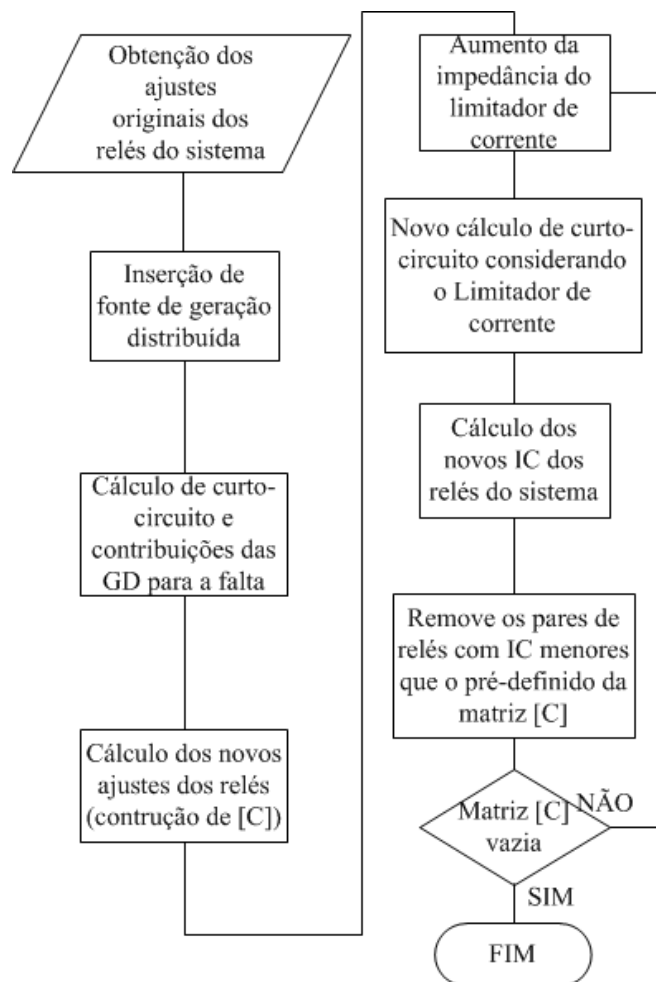 Obtenção dos
ajustes
originais dos
relés do sistema
Inserção de
fonte de geração
distribuída
Cálculo de curto-
circuito e
contribuições das
GD para a falta
Cálculo dos novos
ajustes dos relés
(contrução de [C])
Aumento da
impedância do
limitador de
corrente
Novo cálculo de curto-
circuito considerando
o Limitador de
corrente
Cálculo dos
novos IC dos
relés do sistema
Remove os pares de
relés com IC menores
que o pré-definido da
matriz [C]
Matriz [C]
vazia
NÃO
SIM
FIM